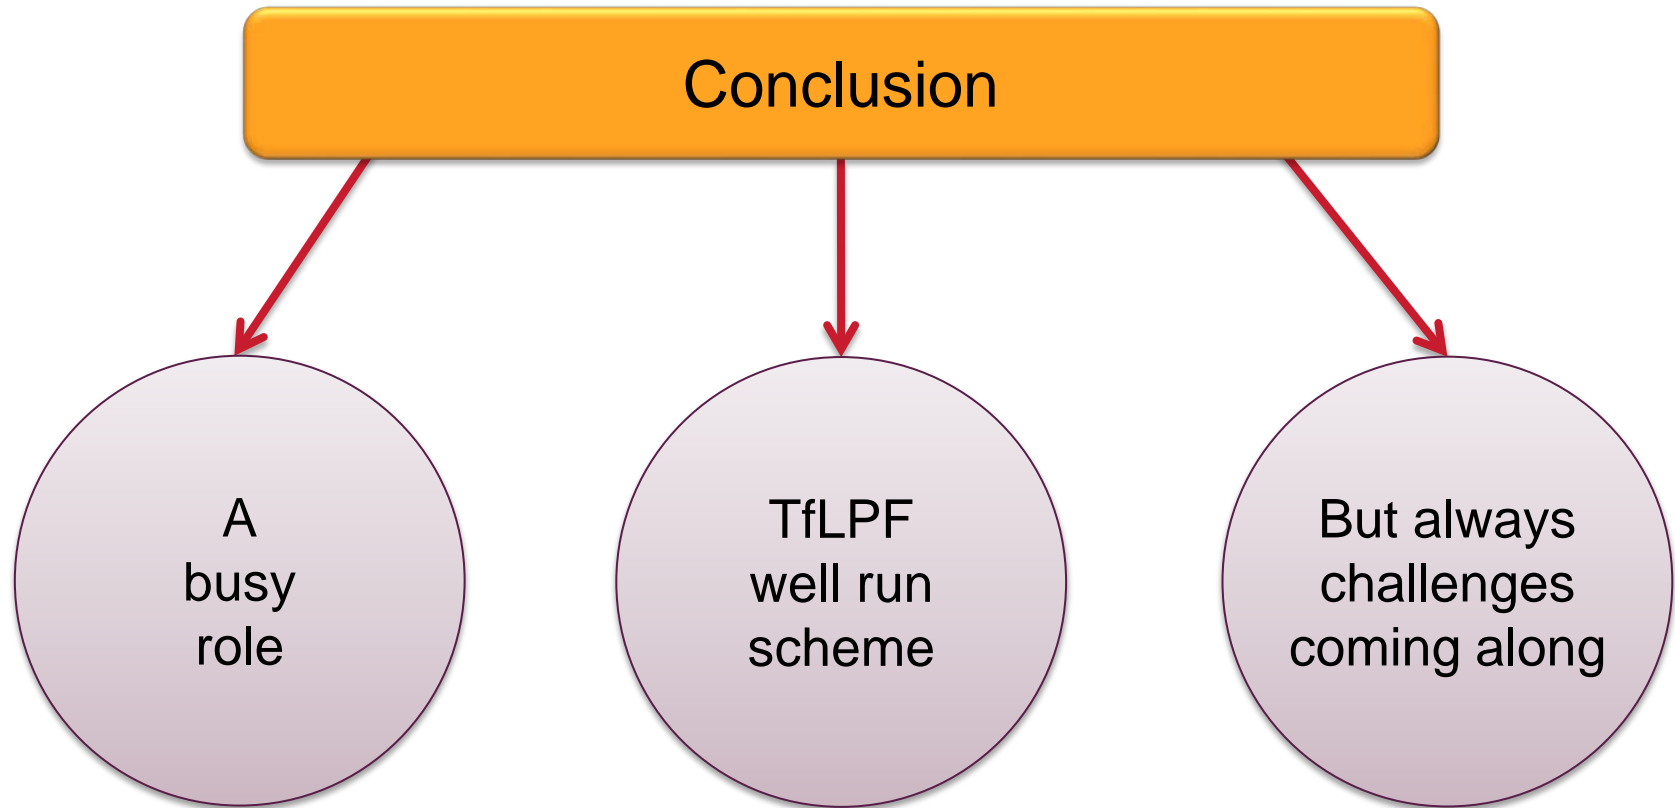 Conclusion
A
busy
role
TfLPF
well run
scheme
But always
challenges
coming along